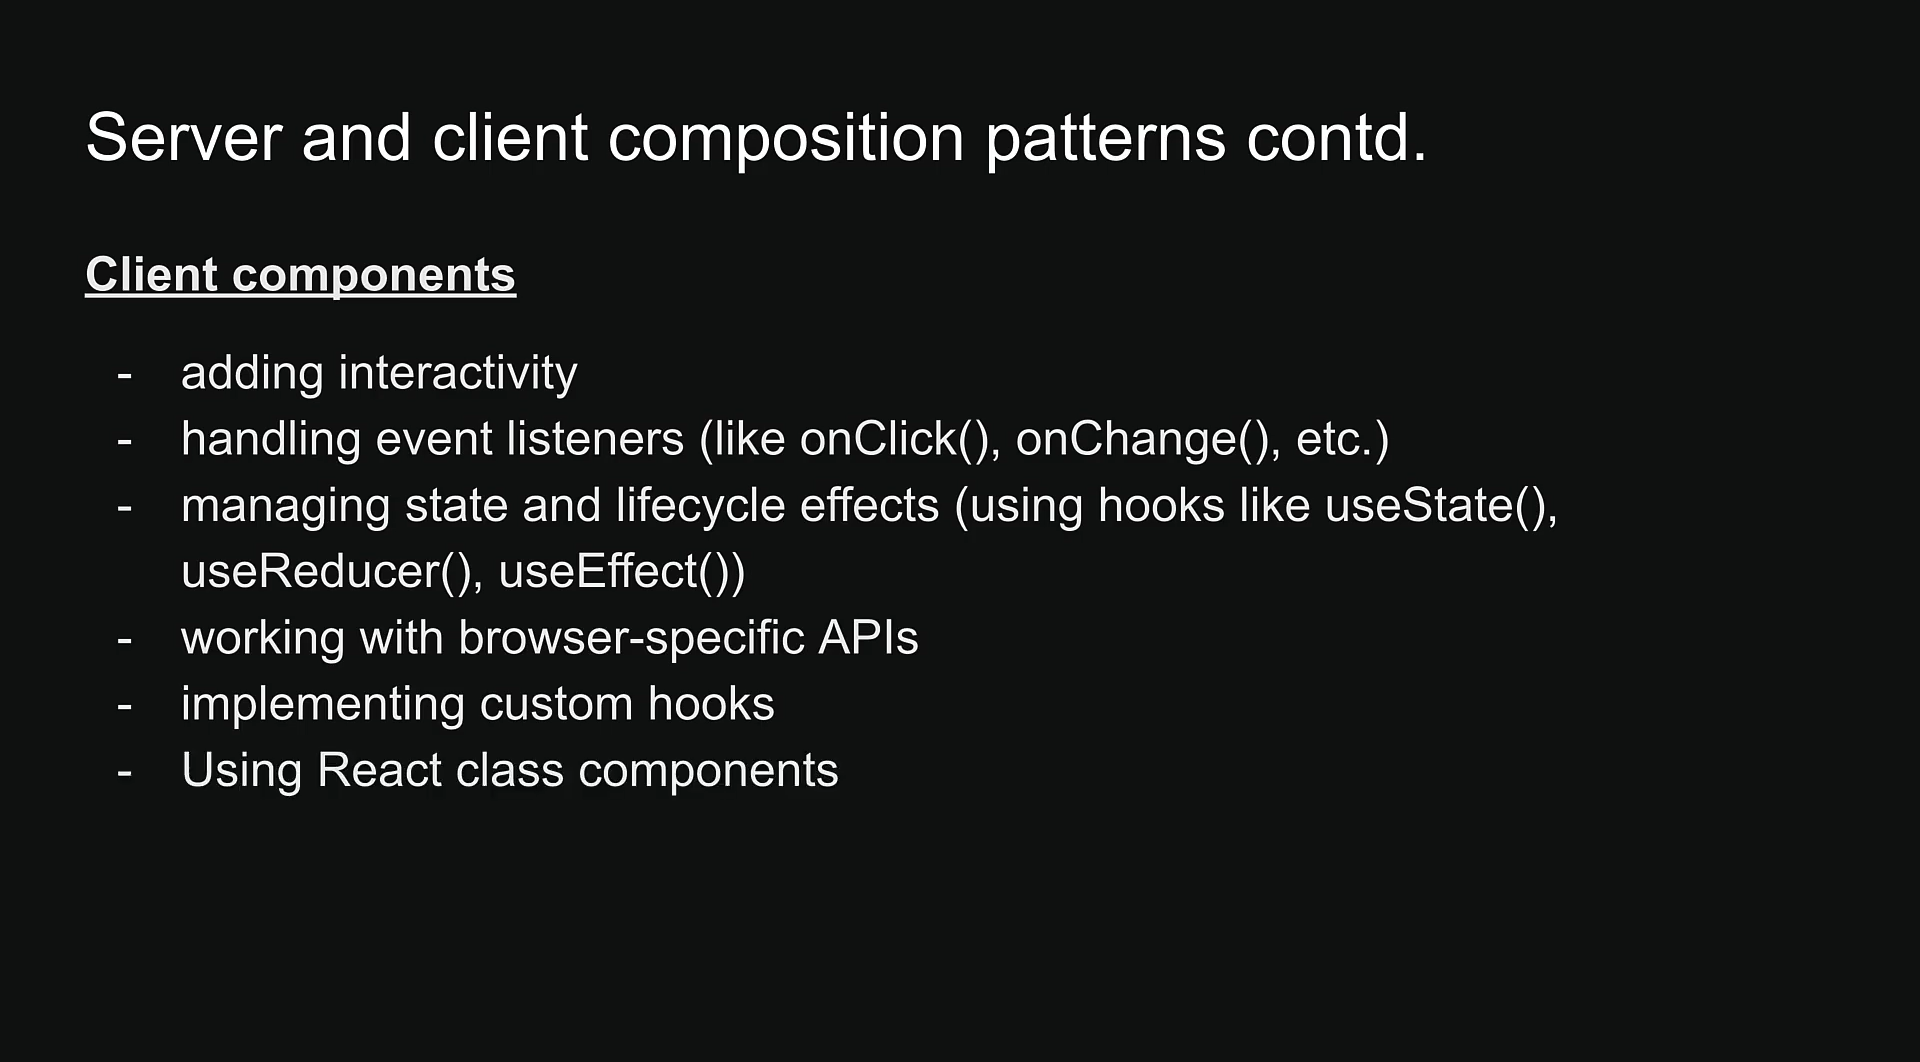 Server and client composition patterns contd.
Client components
- adding interactivity
- handling event listeners (like onClick(), onChange(), etc.)
- managing state and lifecycle effects (using hooks like useState(),
useReducer(), useEffect())
- working with browser-specific APIs
- implementing custom hooks
- Using React class components